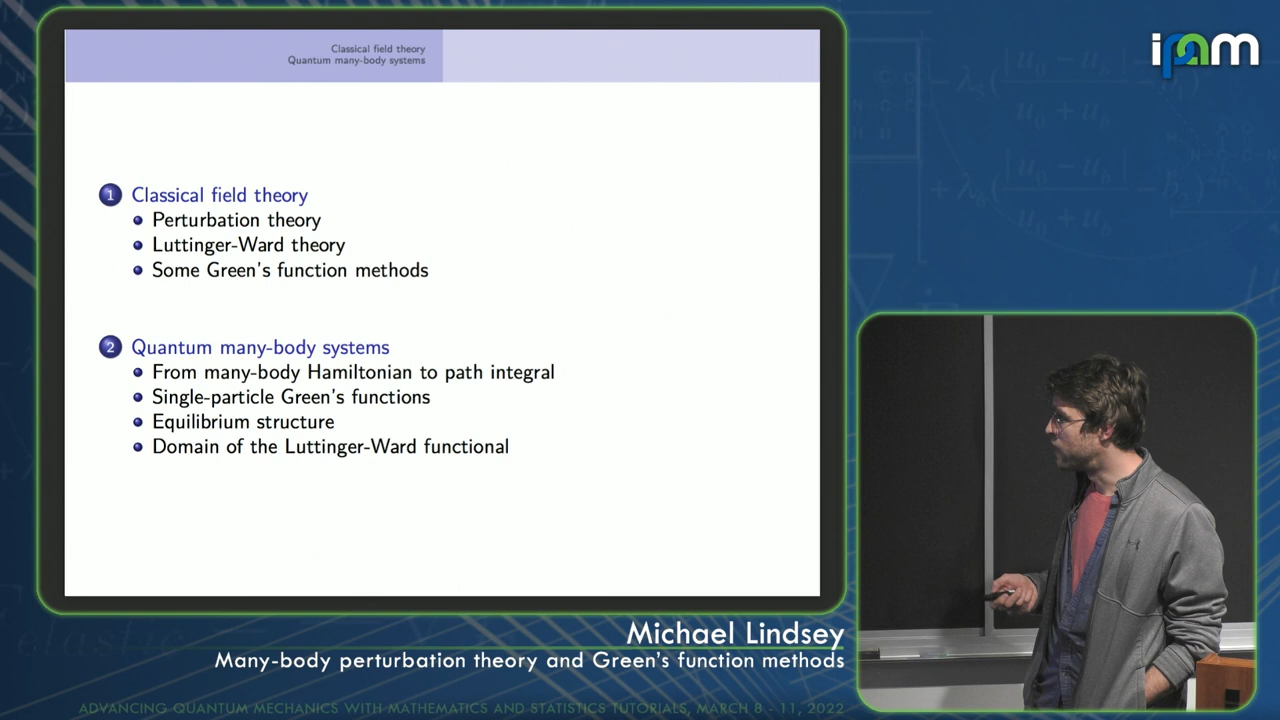 Classical field theory
Quantum many-body systems
ipam
1 Classical field theory
Perturbation theory
Luttinger-Ward theory
Some Green's function methods
2 Quantum many-body systems
From many-body Hamiltonian to path integral
Single-particle Green's functions
Equilibrium structure
Domain of the Luttinger-Ward functional
Michael Lindsey
Many-body perturbation theory and Green's function methods
ADVANCING QUANTUM MECHANICS WITH MATHEMATICS AND STATISTICS TUTORIALS, MARCH 8 - 11, 2022